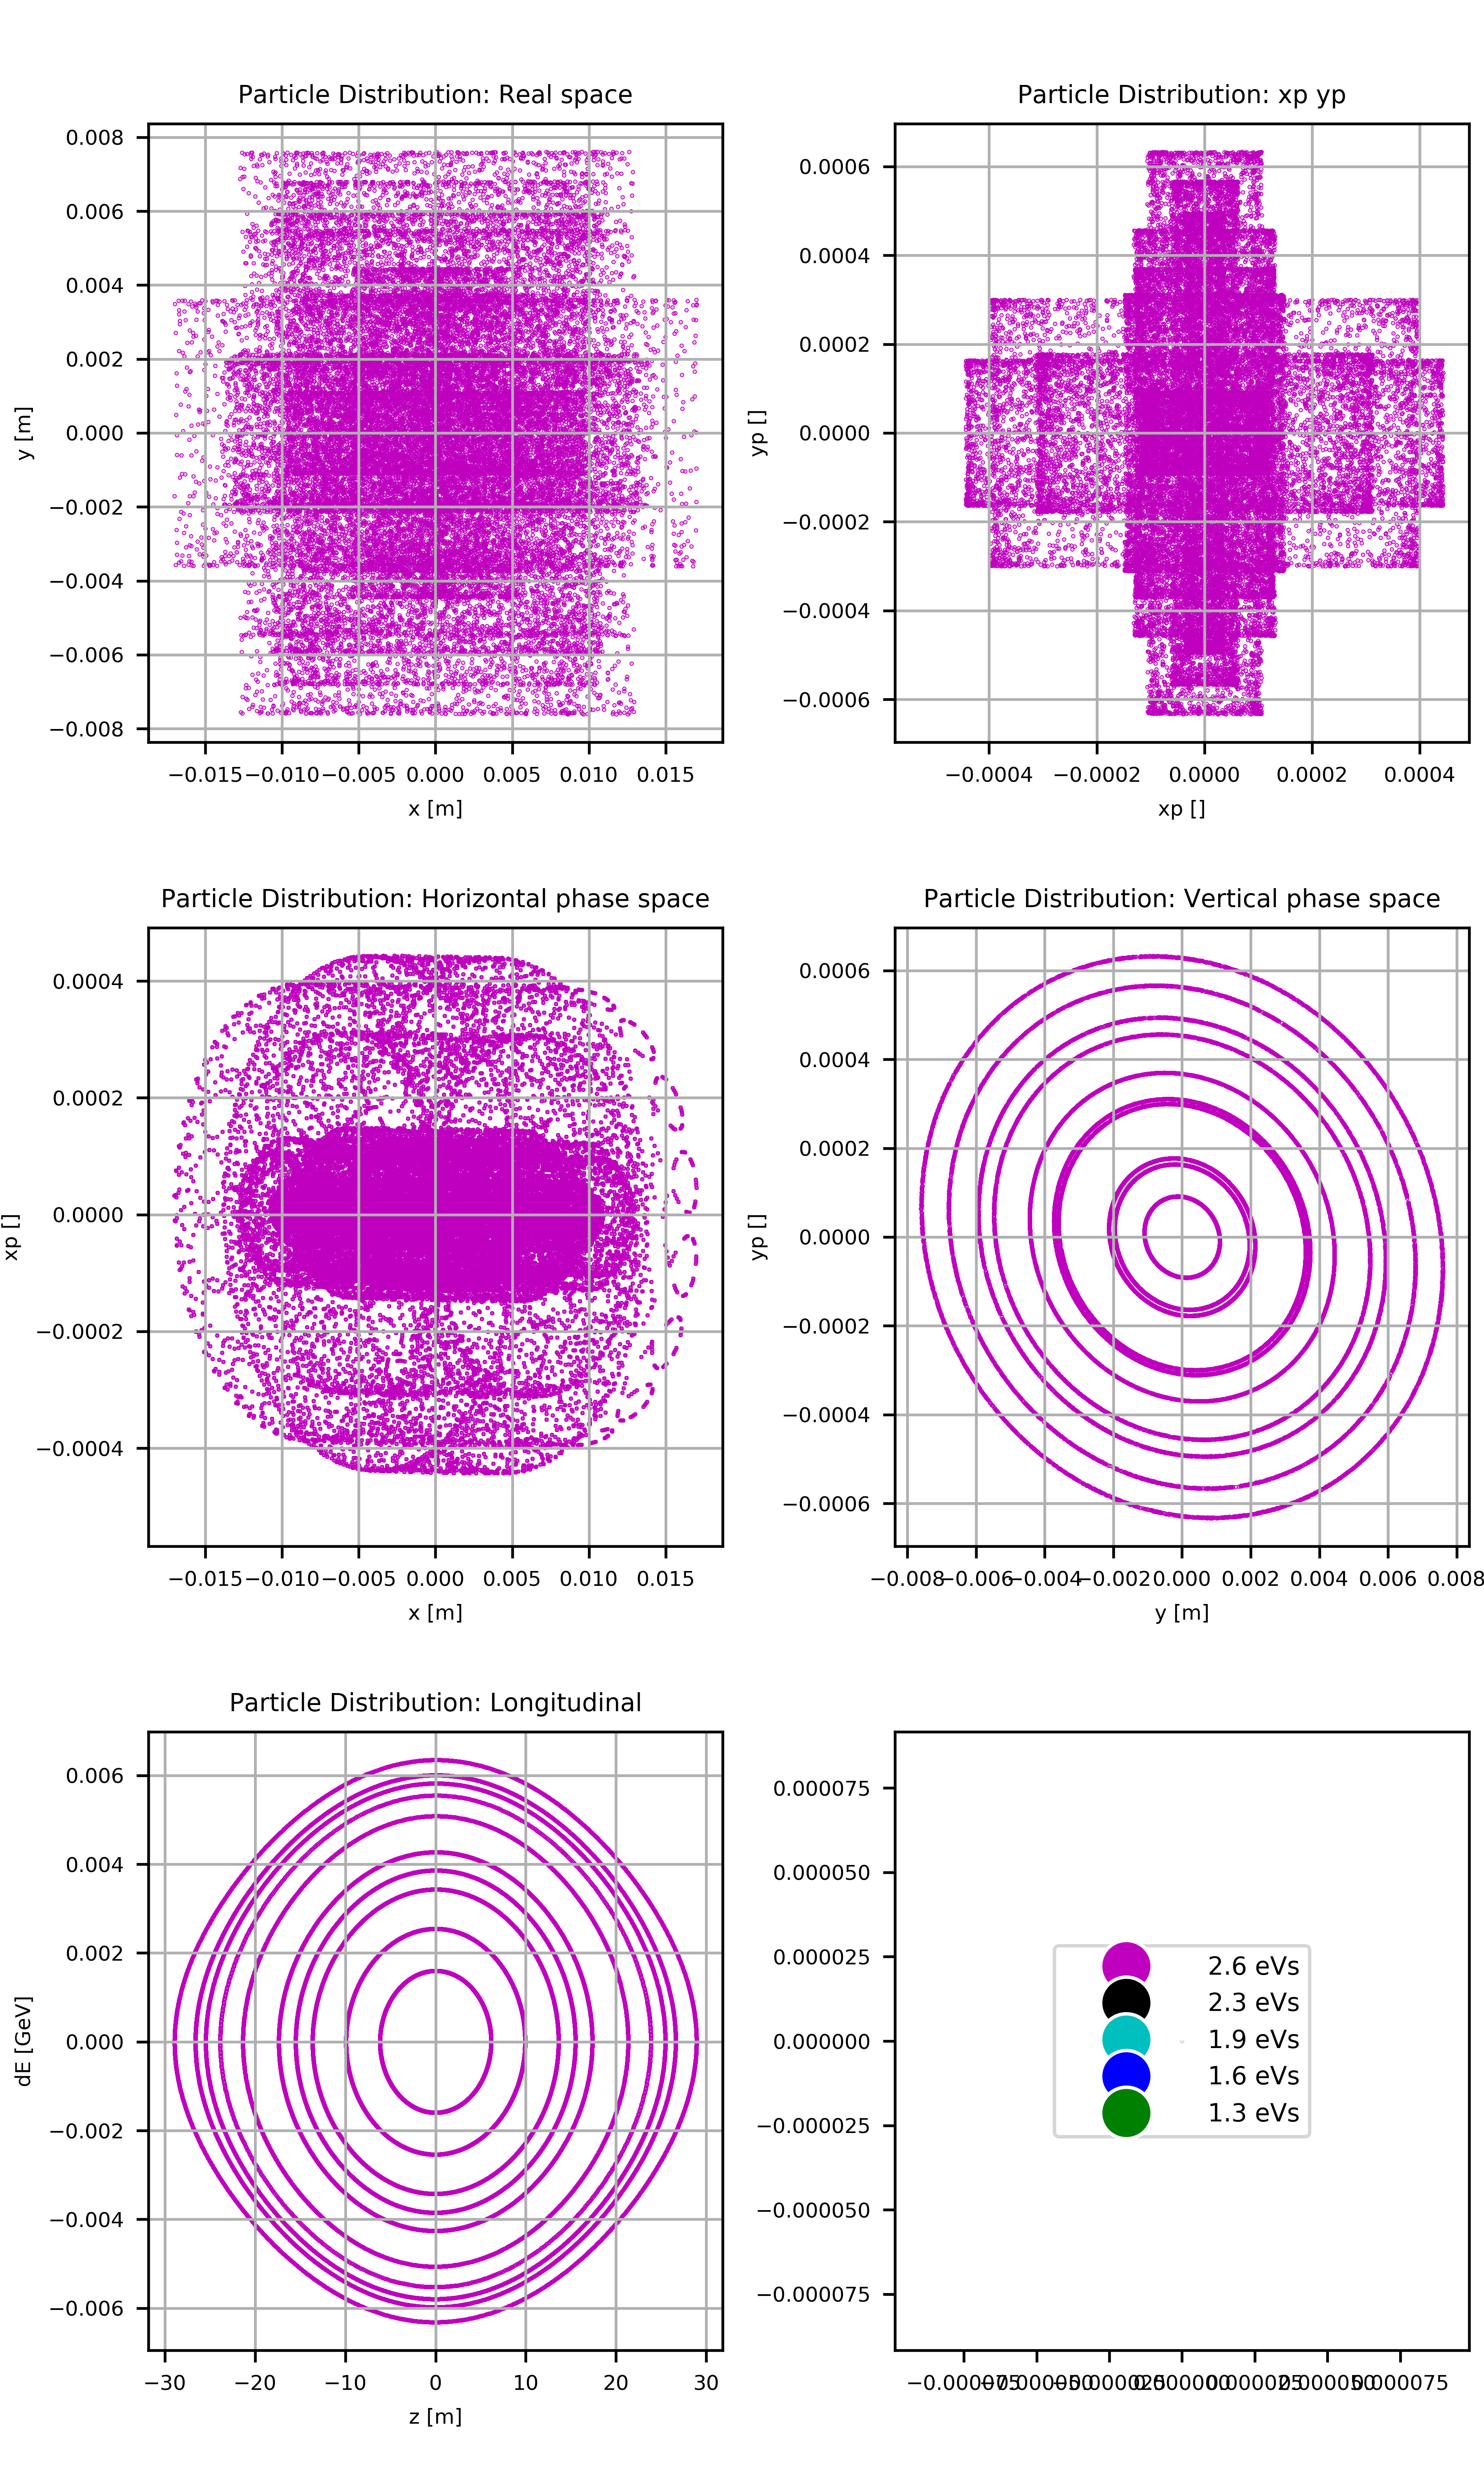 Particle Distribution: Real space
0.008
0.006
0.004
0.002
0.000
−0.002
−0.004
−0.006
−0.008
y [m]
−0.015 −0.010 −0.005 0.000 0.005 0.010 0.015
x [m]
Particle Distribution: xp yp
0.0006
0.0004
0.0002
0.0000
−0.0002
−0.0004
−0.0006
yp []
−0.0004 −0.0002 0.0000 0.0002 0.0004
xp []
Particle Distribution: Horizontal phase space
0.0004
0.0002
0.0000
−0.0002
−0.0004
xp []
−0.015 −0.010 −0.005 0.000 0.005 0.010 0.015
x [m]
Particle Distribution: Vertical phase space
0.0006
0.0004
0.0002
0.0000
−0.0002
−0.0004
−0.0006
yp []
−0.008 −0.006 −0.004 −0.002 0.000 0.002 0.004 0.006 0.008
y [m]
Particle Distribution: Longitudinal
0.006
0.004
0.002
0.000
−0.002
−0.004
−0.006
dE [GeV]
−30 −20 −10 0 10 20 30
z [m]
0.000075
0.000050
0.000025
0.000000
−0.000025
−0.000050
−0.000075
2.6 eVs
2.3 eVs
1.9 eVs
1.6 eVs
1.3 eVs